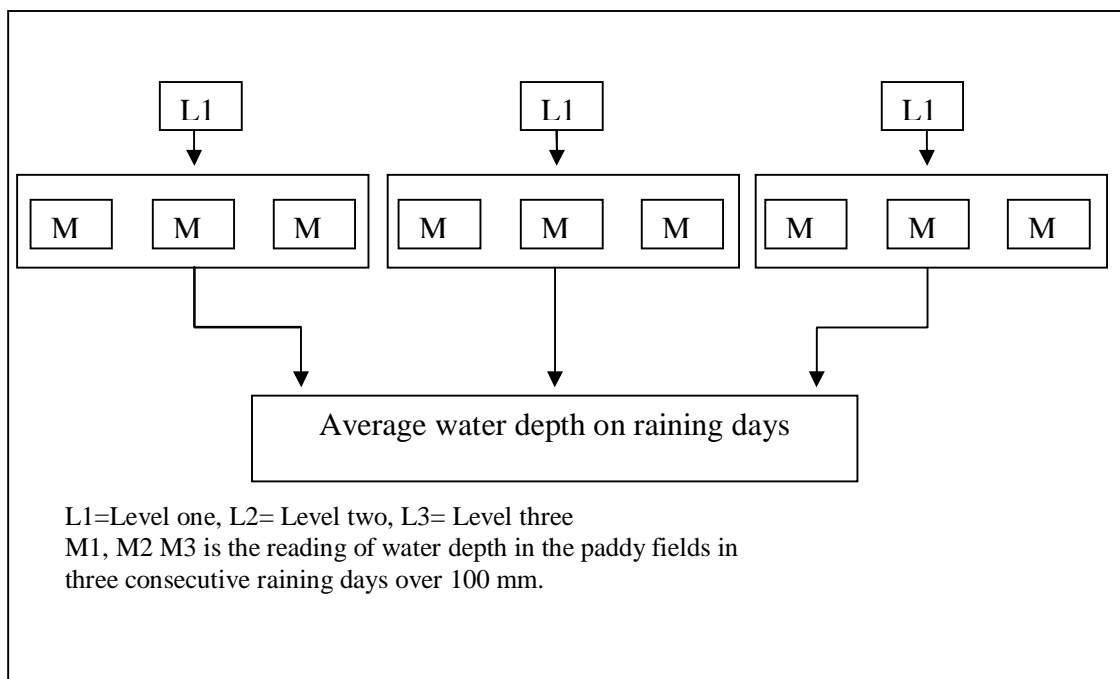 L1 L1 L1
M M M M M M M M M
Average water depth on raining days
L1=Level one, L2= Level two, L3= Level three
M1, M2 M3 is the reading of water depth in the paddy fields in
three consecutive raining days over 100 mm.